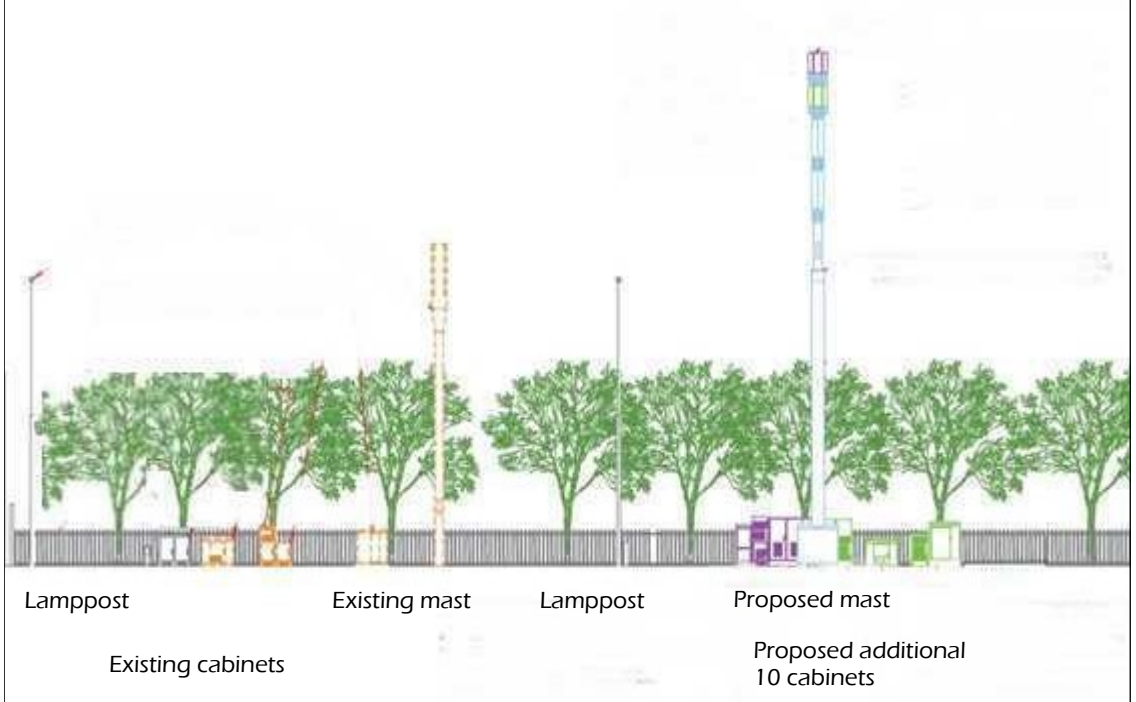 Lamppost
Existing mast
Lamppost
Proposed mast
Existing cabinets
Proposed additional
10 cabinets